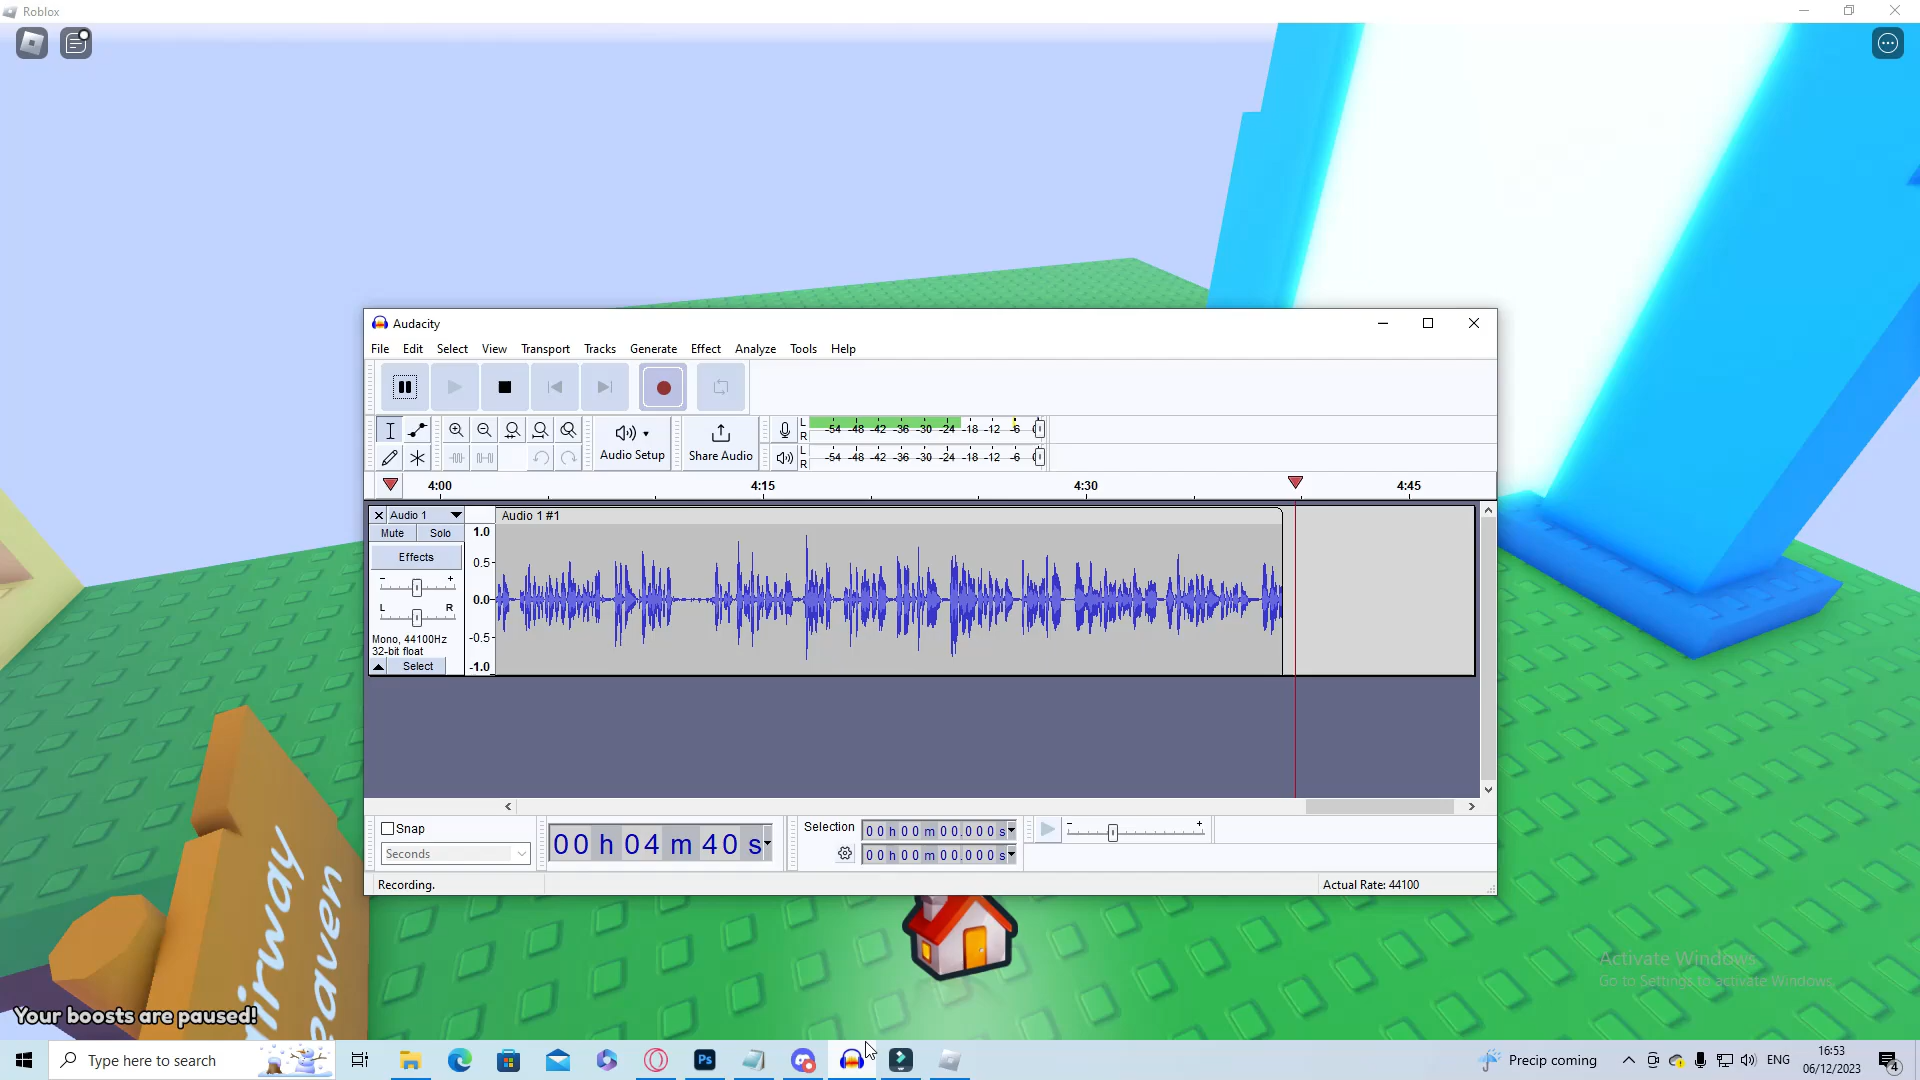 Roblox
Audacity
File Edit Select View Transport Tracks Generate Effect Analyze Tools Help
Audio Setup
Share Audio
L
R
-54 -48 -42 -36 -30 -24 -18 -12 -6 0
L
R
-54 -48 -42 -36 -30 -24 -18 -12 -6 0
4:00 4:15 4:30 4:45
Audio 1
Audio 1 #1
Mute Solo
Effects
- +
L R
Mono, 44100Hz
32-bit float
Select
1.0
0.5
0.0
-0.5
-1.0
Snap
Seconds
00 h 04 m 40 s
Selection
00 h 00 m 00.000 s
00 h 00 m 00.000 s
- +
Recording.
Actual Rate: 44100
Activate Windows
Go to Settings to activate Windows.
Your boosts are paused!
Type here to search
Ps
Precip coming
ENG
16:53
06/12/2023
4